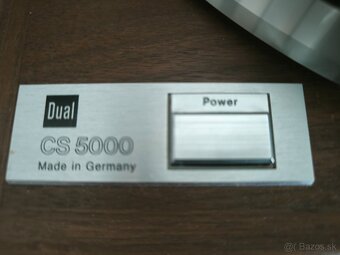 Dual
Power
CS 5000
Made in Germany
Bazos.sk